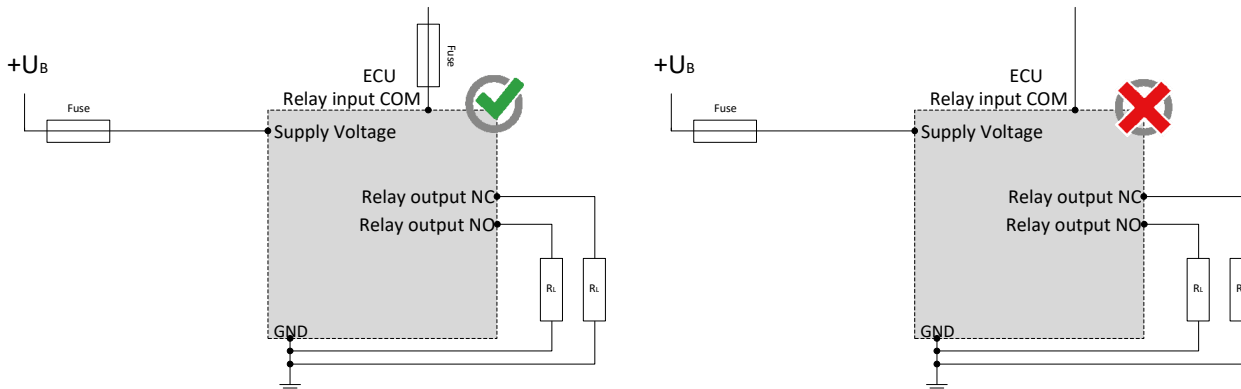 Fuse
+UB
ECU
Relay input COM
Fuse
Supply Voltage
Relay output NC
Relay output NO
RL
RL
GND
+UB
ECU
Relay input COM
Fuse
Supply Voltage
Relay output NC
Relay output NO
RL
R
GND